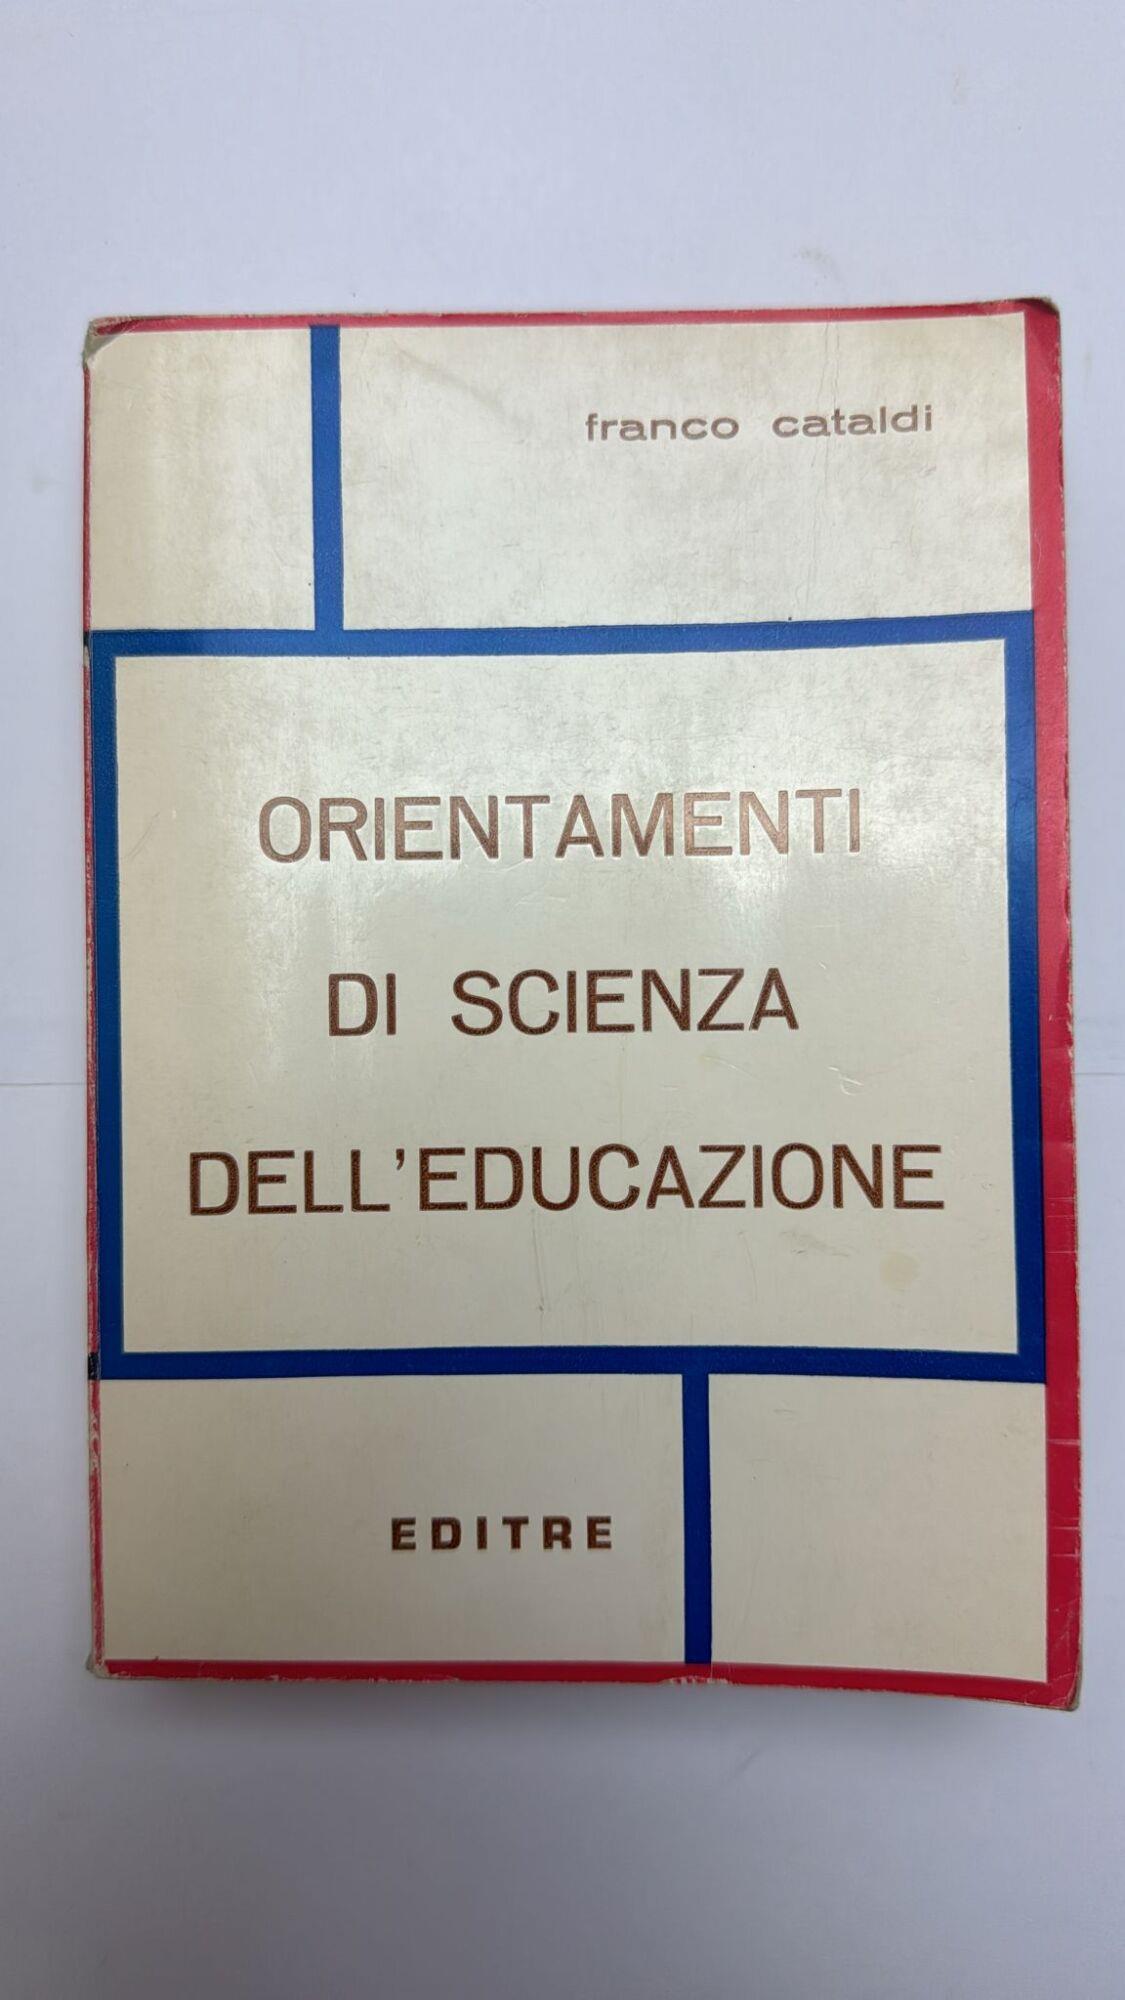 franco cataldi
ORIENTAMENTI
DI SCIENZA
DELL'EDUCAZIONE
EDITRE